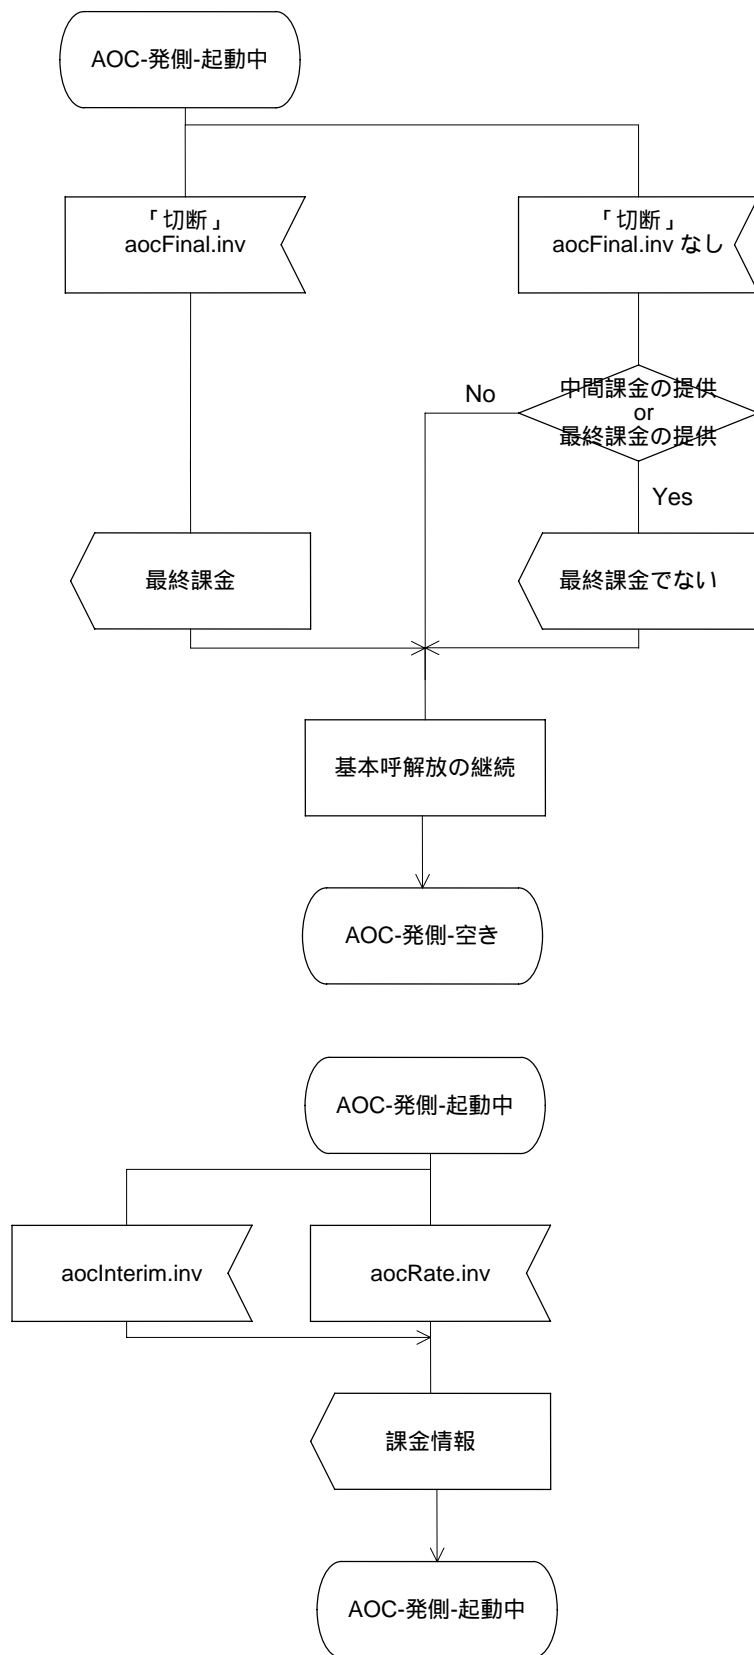 AOC-発側-起動中
「切断」
aocFinal.inv
「切断」
aocFinal.inv なし
中間課金の提供
or
最終課金の提供
No
Yes
最終課金
最終課金でない
基本呼解放の継続
AOC-発側-空き
AOC-発側-起動中
aocInterim.inv
aocRate.inv
課金情報
AOC-発側-起動中